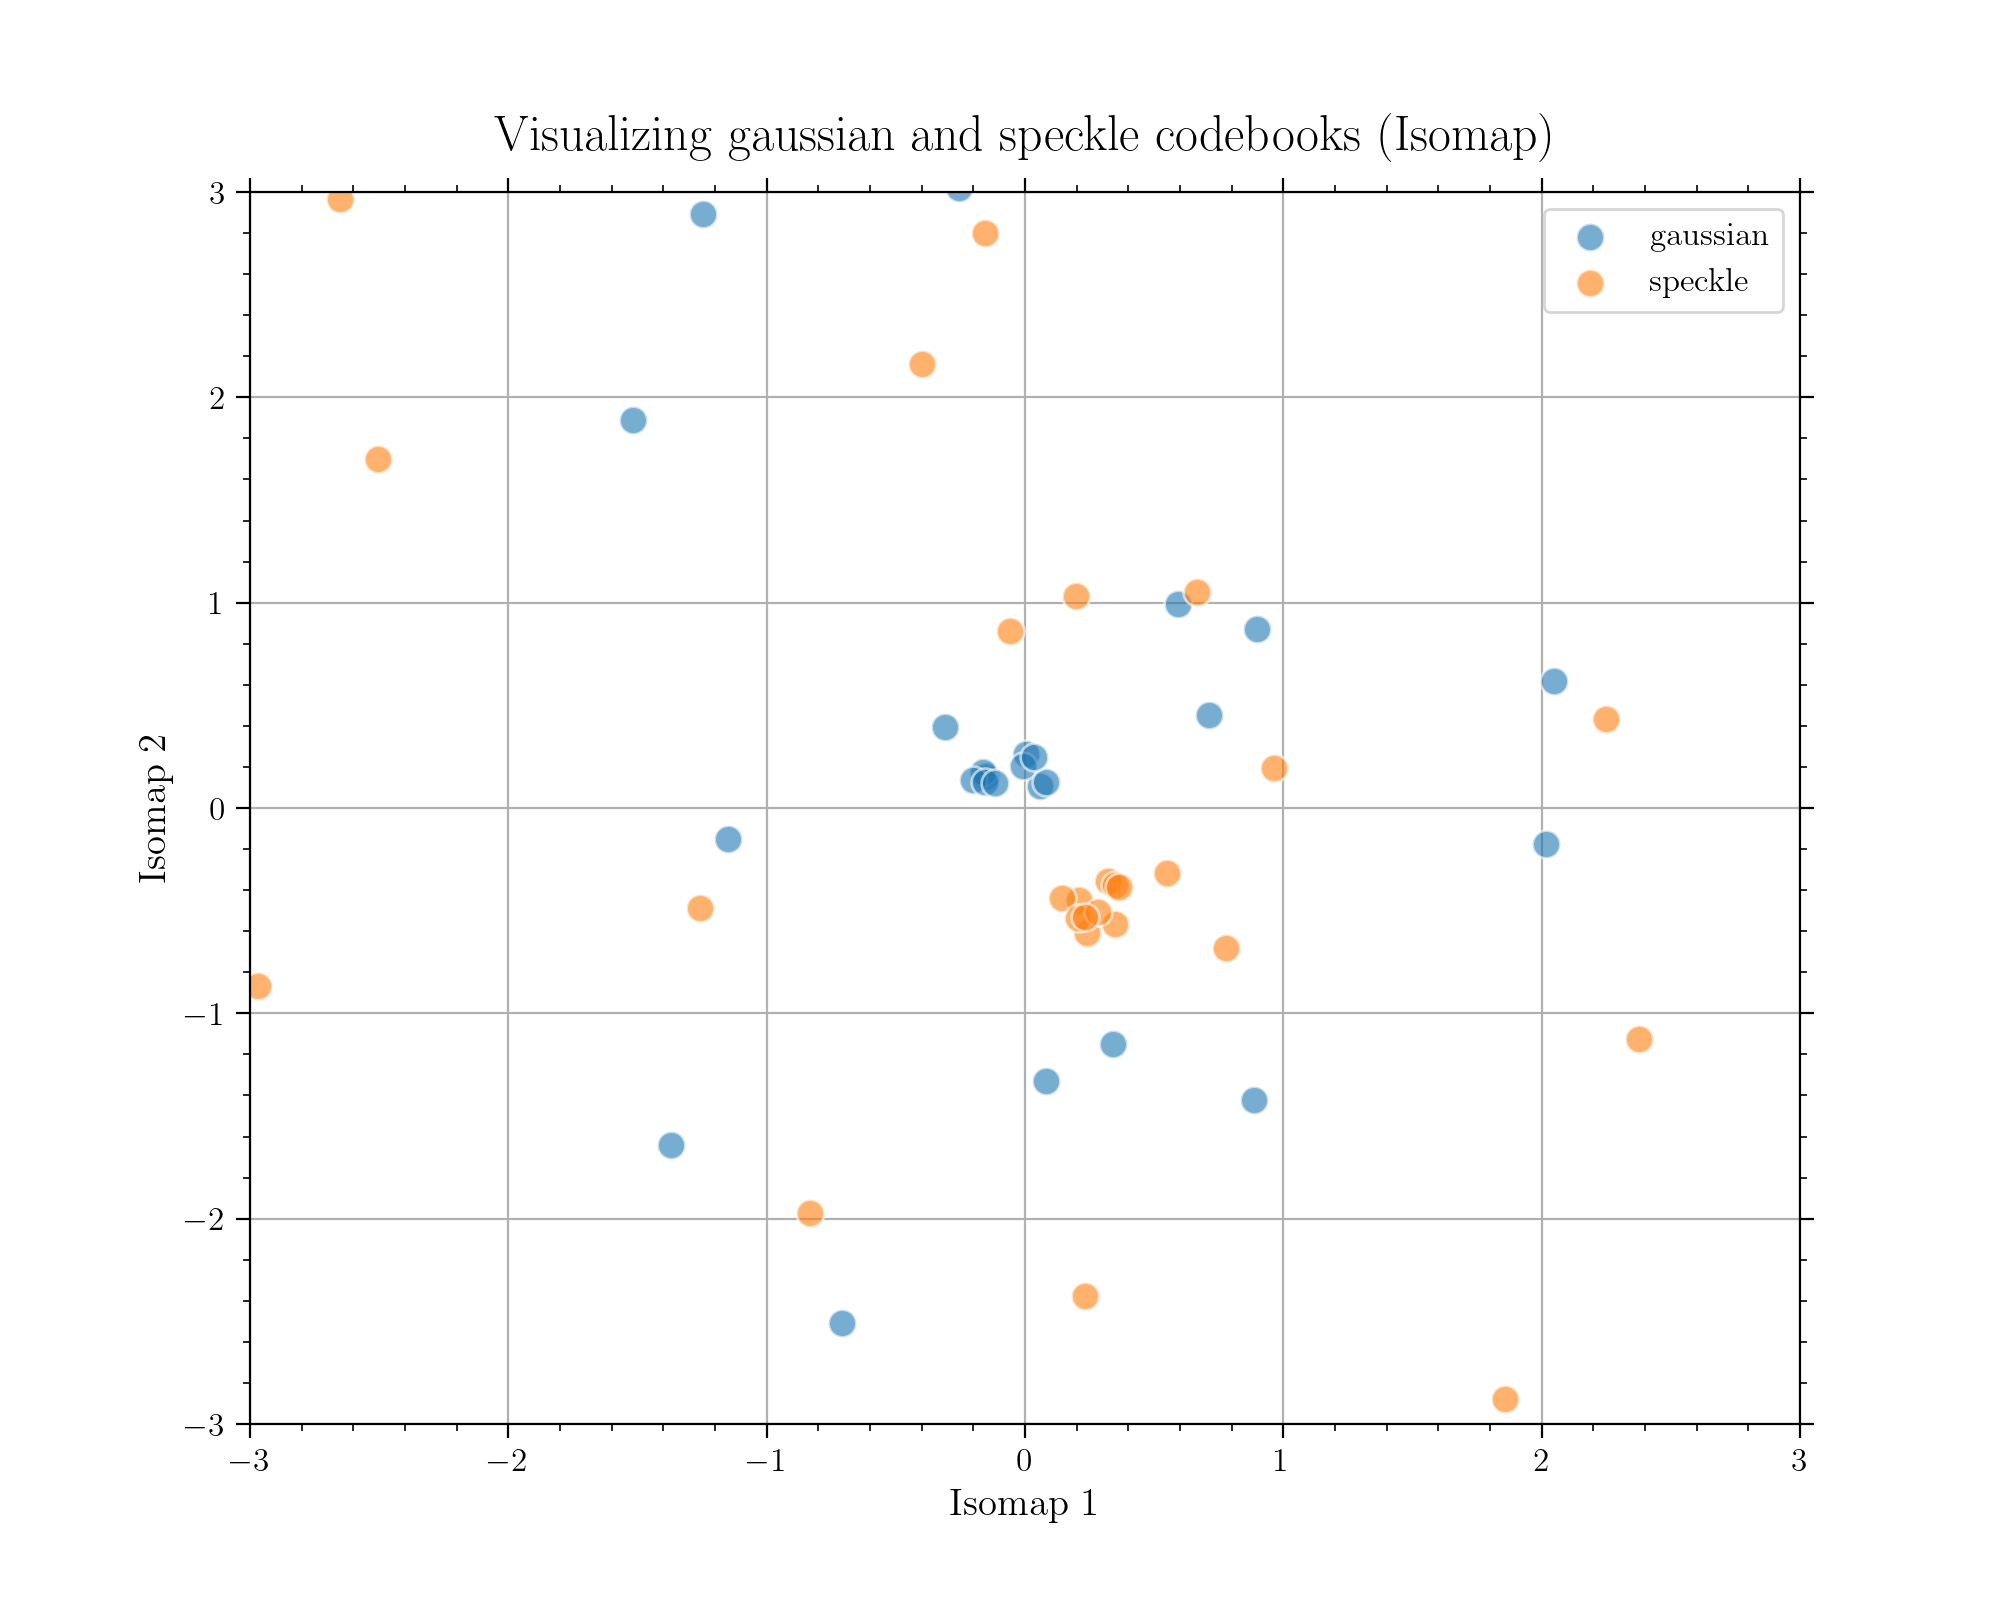 Visualizing gaussian and speckle codebooks (Isomap)
gaussian
speckle
3
2
1
0
−1
−2
−3
Isomap 2
−3 −2 −1 0 1 2 3
Isomap 1